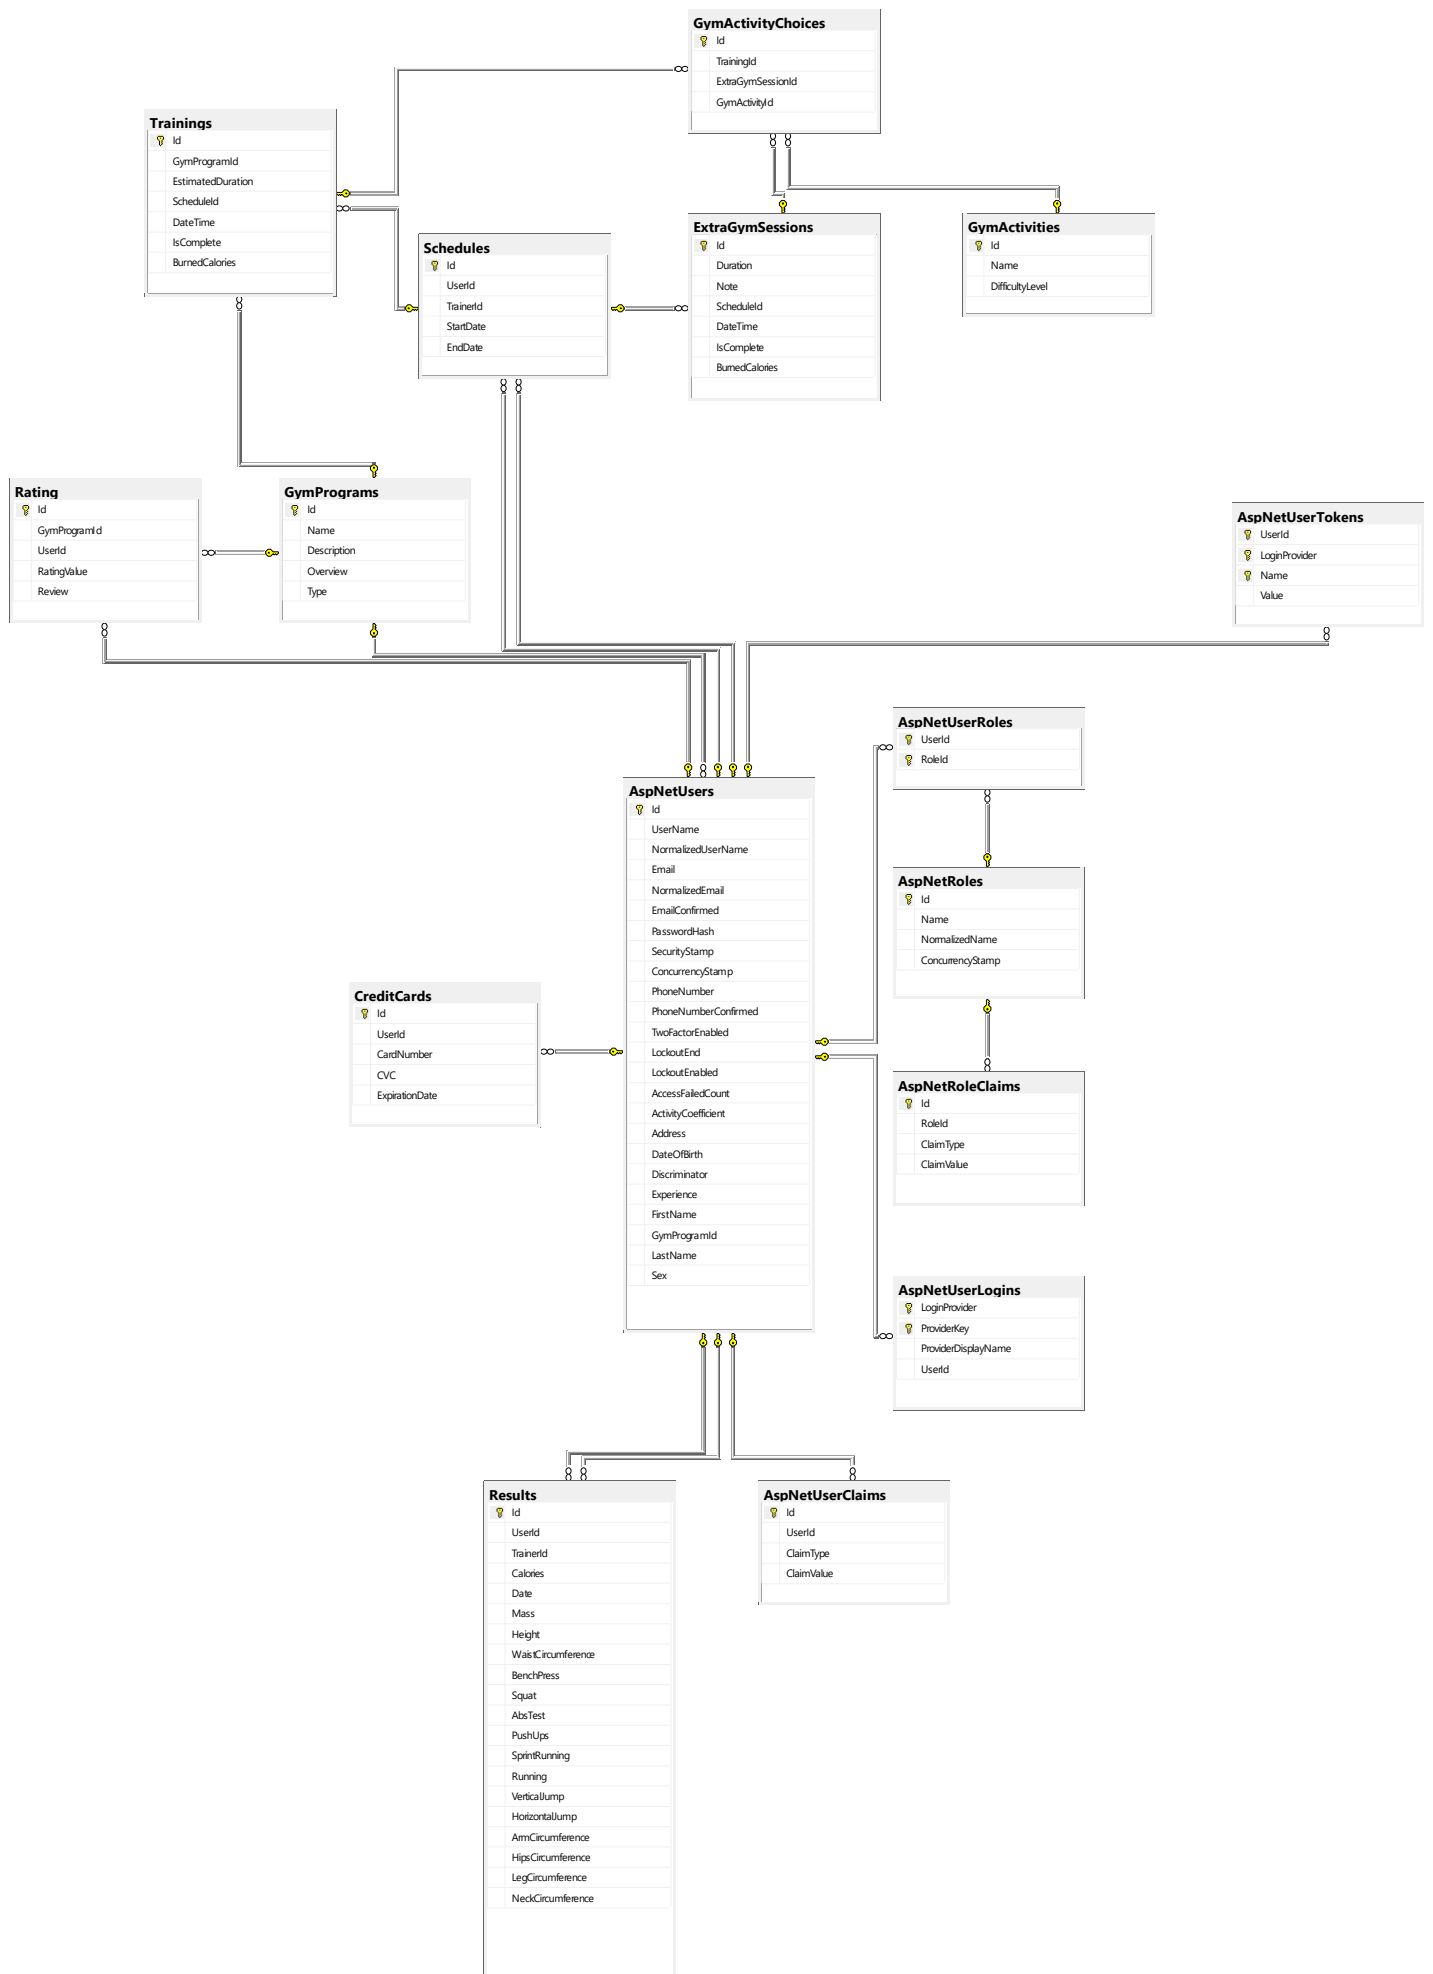 GymActivityChoices
Id
TrainingId
ExtraGymSessionId
GymActivityId
Trainings
Id
GymProgramId
EstimatedDuration
ScheduleId
DateTime
IsComplete
BurnedCalories
Schedules
Id
UserId
TrainerId
StartDate
EndDate
ExtraGymSessions
Id
Duration
Note
ScheduleId
DateTime
IsComplete
BurnedCalories
GymActivities
Id
Name
DifficultyLevel
Rating
Id
GymProgramId
UserId
RatingValue
Review
GymPrograms
Id
Name
Description
Overview
Type
AspNetUserTokens
UserId
LoginProvider
Name
Value
AspNetUserRoles
UserId
RoleId
AspNetUsers
Id
UserName
NormalizedUserName
Email
NormalizedEmail
EmailConfirmed
PasswordHash
SecurityStamp
ConcurrencyStamp
PhoneNumber
PhoneNumberConfirmed
TwoFactorEnabled
LockoutEnd
LockoutEnabled
AccessFailedCount
ActivityCoefficient
Address
DateOfBirth
Discriminator
Experience
FirstName
GymProgramId
LastName
Sex
AspNetRoles
Id
Name
NormalizedName
ConcurrencyStamp
CreditCards
Id
UserId
CardNumber
CVC
ExpirationDate
AspNetRoleClaims
Id
RoleId
ClaimType
ClaimValue
AspNetUserLogins
LoginProvider
ProviderKey
ProviderDisplayName
UserId
Results
Id
UserId
TrainerId
Calories
Date
Mass
Height
WaistCircumference
BenchPress
Squat
AbsTest
PushUps
SprintRunning
Running
VerticalJump
HorizontalJump
ArmCircumference
HipsCircumference
LegCircumference
NeckCircumference
AspNetUserClaims
Id
UserId
ClaimType
ClaimValue